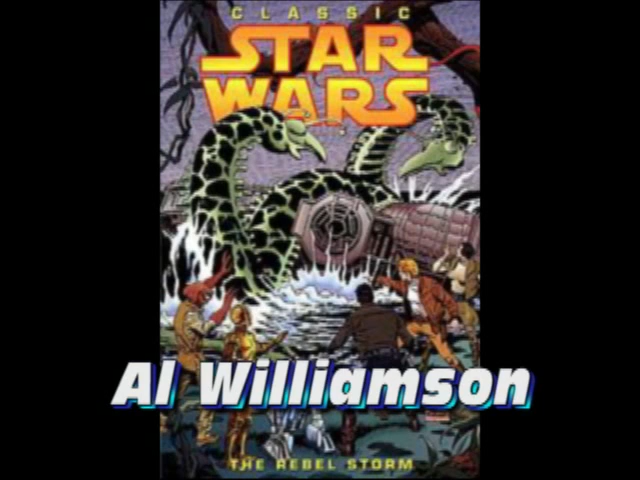 CLASSIC
STAR
WARS
Al Williamson
THE REBEL STORM